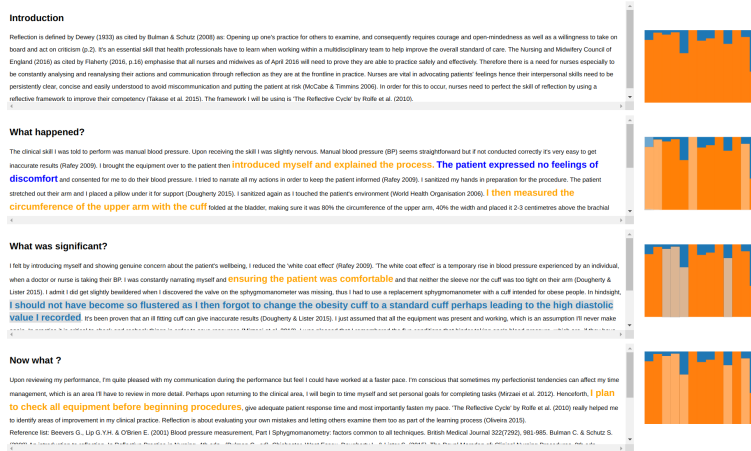 Introduction
Reflection is defined by Dewey (1933) as cited by Bulman & Schutz (2008) as: Opening up one's practice for others to examine, and consequently requires courage and open-mindedness as well as a willingness to take on
board and act on criticism (p.2). It's an essential skill that health professionals have to learn when working within a multidisciplinary team to help improve the overall standard of care. The Nursing and Midwifery Council of
England (2016) as cited by Flaherty (2016, p.16) emphasise that all nurses and midwives as of April 2016 will need to prove they are able to practice safely and effectively. Therefore there is a need for nurses especially to
be constantly analysing and reanalysing their actions and communication through reflection as they are at the frontline in practice. Nurses are vital in advocating patients' feelings hence their interpersonal skills need to be
persistently clear, concise and easily understood to avoid miscommunication and putting the patient at risk (McCabe & Timmins 2006). In order for this to occur, nurses need to perfect the skill of reflection by using a
reflective framework to improve their competency (Takase et al. 2015). The framework I will be using is 'The Reflective Cycle' by Rolfe et al. (2010).
What happened?
The clinical skill I was told to perform was manual blood pressure. Upon receiving the skill I was slightly nervous. Manual blood pressure (BP) seems straightforward but if not conducted correctly it's very easy to get
inaccurate results (Rafey 2009). I brought the equipment over to the patient then introduced myself and explained the process. The patient expressed no feelings of
discomfort and consented for me to do their blood pressure. I tried to narrate all my actions in order to keep the patient informed (Rafey 2009). I sanitized my hands in preparation for the procedure. The patient
stretched out their arm and I placed a pillow under it for support (Dougherty 2015). I sanitized again as I touched the patient's environment (World Health Organisation 2006). I then measured the
circumference of the upper arm with the cuff folded at the bladder, making sure it was 80% the circumference of the upper arm, 40% the width and placed it 2-3 centimetres above the brachial
What was significant?
I felt by introducing myself and showing genuine concern about the patient's wellbeing, I reduced the 'white coat effect' (Rafey 2009). 'The white coat effect' is a temporary rise in blood pressure experienced by an individual,
when a doctor or nurse is taking their BP. I was constantly narrating myself and ensuring the patient was comfortable and that neither the sleeve nor the cuff was too tight on their arm (Dougherty &
Lister 2015). I admit I did get slightly bewildered when I discovered the valve on the sphygmomanometer was missing, thus I had to use a replacement sphygmomanometer with a cuff intended for obese people. In hindsight,
I should not have become so flustered as I then forgot to change the obesity cuff to a standard cuff perhaps leading to the high diastolic
value I recorded. It's been proven that an ill fitting cuff can give inaccurate results (Dougherty & Lister 2015). I just assumed that all the equipment was present and working, which is an assumption I'll never make
Now what ?
Upon reviewing my performance, I'm quite pleased with my communication during the performance but feel I could have worked at a faster pace. I'm conscious that sometimes my perfectionist tendencies can affect my time
management, which is an area I'll have to review in more detail. Perhaps upon returning to the clinical area, I will begin to time myself and set personal goals for completing tasks (Mirzaei et al. 2012). Henceforth, I plan
to check all equipment before beginning procedures, give adequate patient response time and most importantly fasten my pace. 'The Reflective Cycle' by Rolfe et al. (2010) really helped me
to identify areas of improvement in my clinical practice. Reflection is about evaluating your own mistakes and letting others examine them too as part of the learning process (Oliveira 2015).
Reference list: Beevers G., Lip G.Y.H. & O'Brien E. (2001) Blood pressure measurement, Part I Sphygmomanometry: factors common to all techniques. British Medical Journal 322(7292), 981-985. Bulman C. & Schutz S.